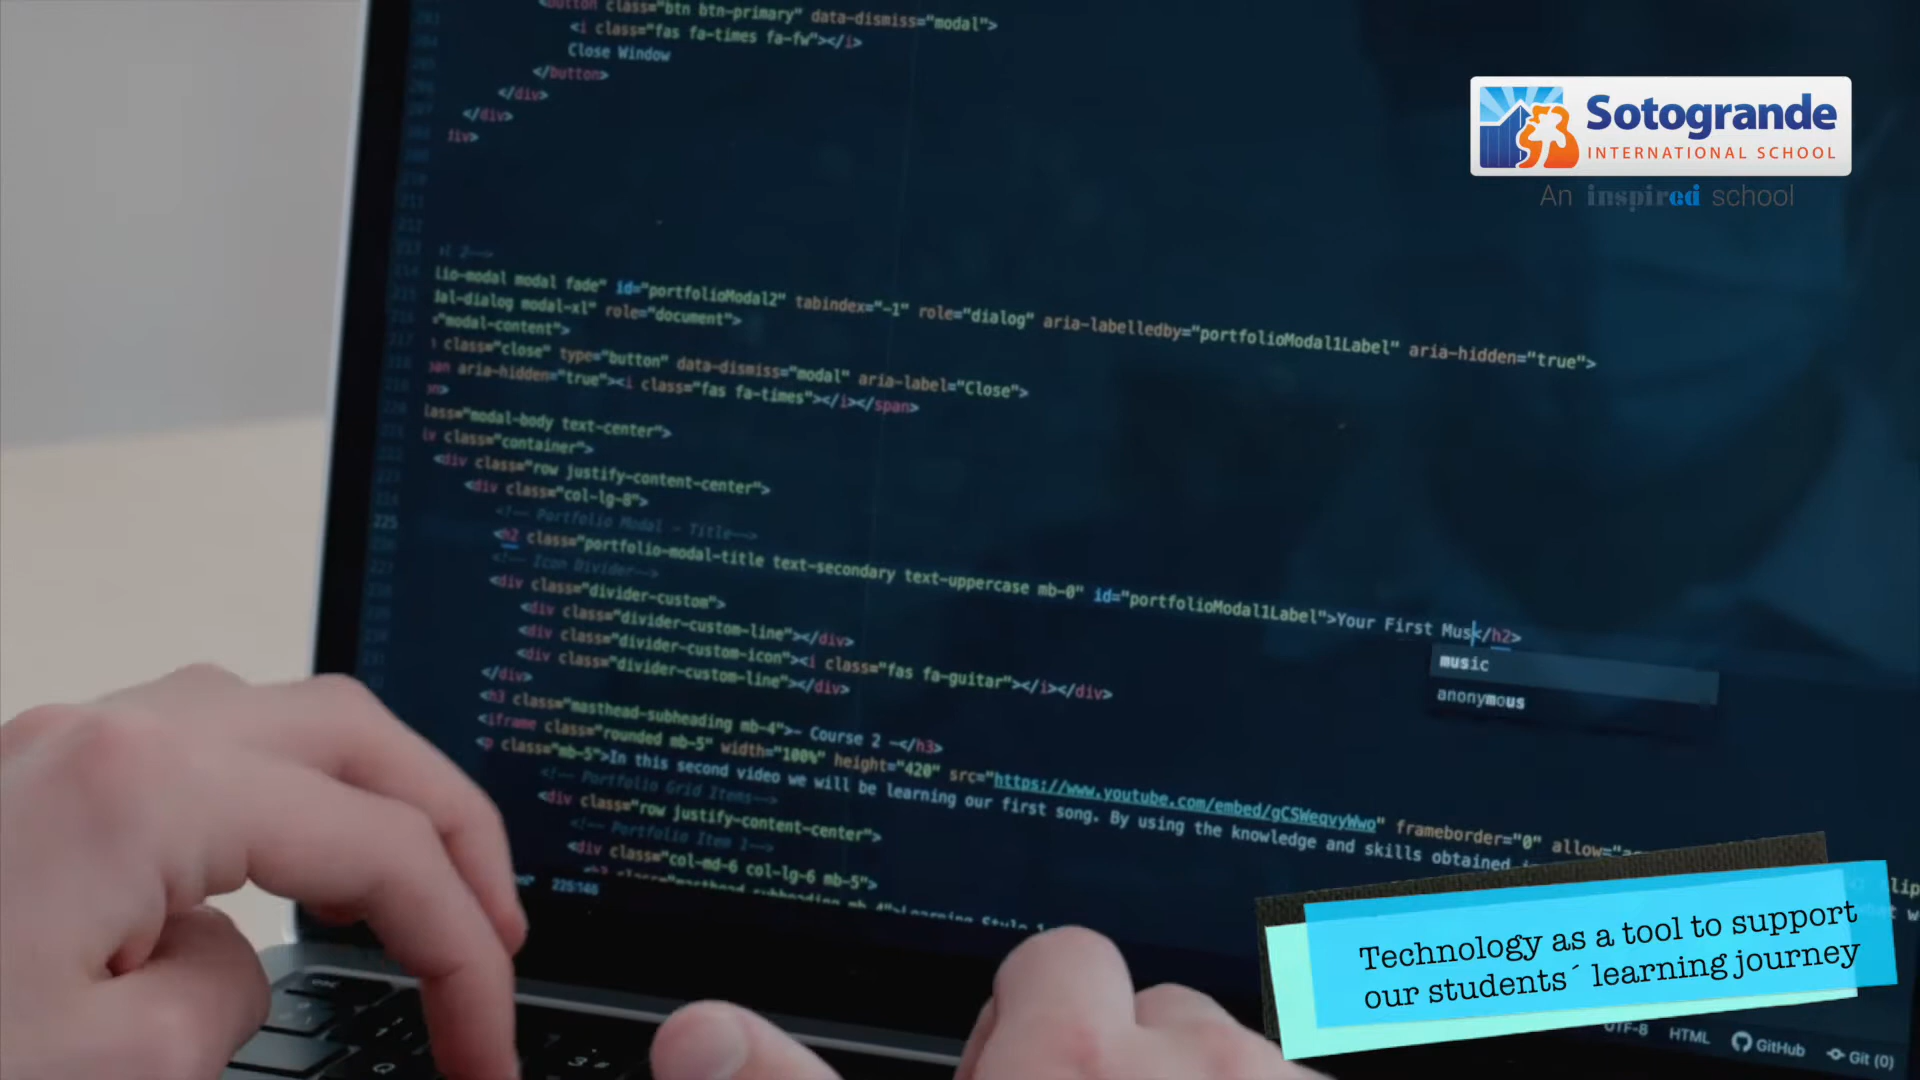 <button class="btn btn-primary" data-dismiss="modal">
<i class="fas fa-times fa-fw"></i>
Close Window
</button>
</div>
</div>
div>
Sotogrande
INTERNATIONAL SCHOOL
An inspired school
lio-modal modal fade" id="portfolioModal2" tabindex="-1" role="dialog" aria-labelledby="portfolioModal1Label" aria-hidden="true">
dal-dialog modal-xl" role="document">
="modal-content">
class="close" type="button" data-dismiss="modal" aria-label="Close">
an aria-hidden="true"><i class="fas fa-times"></i></span>
lass="modal-body text-center">
iv class="container">
<div class="row justify-content-center">
<div class="col-lg-8">
<!-- Portfolio Modal - Title-->
225
<h2 class="portfolio-modal-title text-secondary text-uppercase mb-0" id="portfolioModal1Label">Your First Mus</h2>
music
anonymous
<!-- Icon Divider-->
<div class="divider-custom">
<div class="divider-custom-line"></div>
<div class="divider-custom-icon"><i class="fas fa-guitar"></i></div>
<div class="divider-custom-line"></div>
</div>
<h3 class="masthead-subheading mb-4">- Course 2 -</h3>
<iframe class="rounded mb-5" width="100%" height="420" src="https://www.youtube.com/embed/gCSWeqvyWwo" frameborder="0" allow="
<p class="mb-5">In this second video we will be learning our first song. By using the knowledge and skills obtained
<!-- Portfolio Grid Items-->
<div class="row justify-content-center">
<!-- Portfolio Item 1-->
<div class="col-md-6 col-lg-6 mb-5">
225:146
Technology as a tool to support
our students´ learning journey
UTF-8 HTML GitHub Git (0)